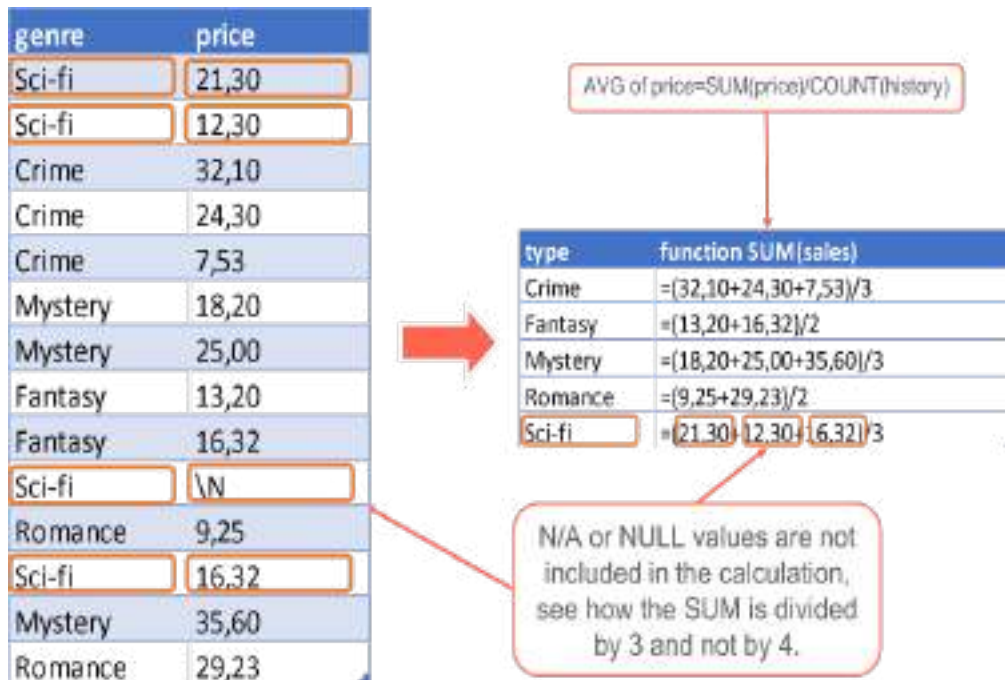 genre price
Sci-fi 21,30
Sci-fi 12,30
Crime 32,10
Crime 24,30
Crime 7,53
Mystery 18,20
Mystery 25,00
Fantasy 13,20
Fantasy 16,32
Sci-fi \N
Romance 9,25
Sci-fi 16,32
Mystery 35,60
Romance 29,23
AVG of price=SUM(price)/COUNT(history)
type function SUM(sales)
Crime =(32,10+24,30+7,53)/3
Fantasy =(13,20+16,32)/2
Mystery =(18,20+25,00+35,60)/3
Romance =(9,25+29,23)/2
Sci-fi =(21,30+12,30+16,32)/3
N/A or NULL values are not
included in the calculation,
see how the SUM is divided
by 3 and not by 4.